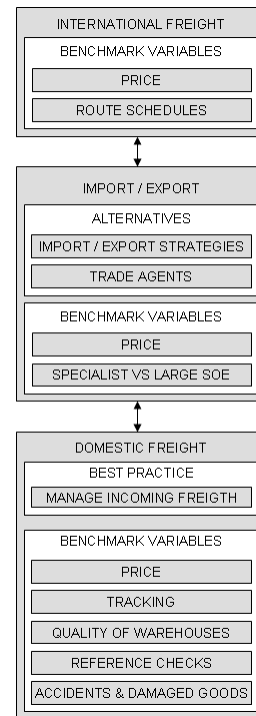 INTERNATIONAL FREIGHT
BENCHMARK VARIABLES
PRICE
ROUTE SCHEDULES
IMPORT / EXPORT
ALTERNATIVES
IMPORT / EXPORT STRATEGIES
TRADE AGENTS
BENCHMARK VARIABLES
PRICE
SPECIALIST VS LARGE SOE
DOMESTIC FREIGHT
BEST PRACTICE
MANAGE INCOMING FREIGTH
BENCHMARK VARIABLES
PRICE
TRACKING
QUALITY OF WAREHOUSES
REFERENCE CHECKS
ACCIDENTS & DAMAGED GOODS